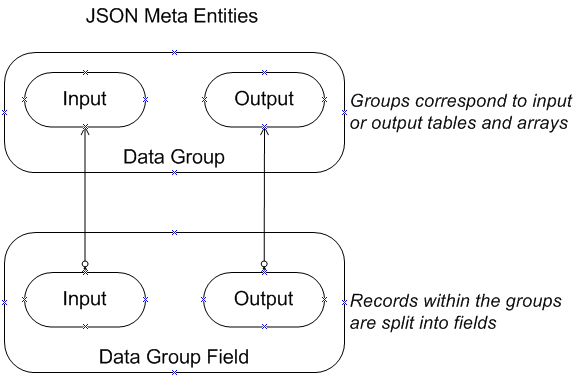 JSON Meta Entities
Input
Output
Data Group
Groups correspond to input
or output tables and arrays
Input
Output
Data Group Field
Records within the groups
are split into fields